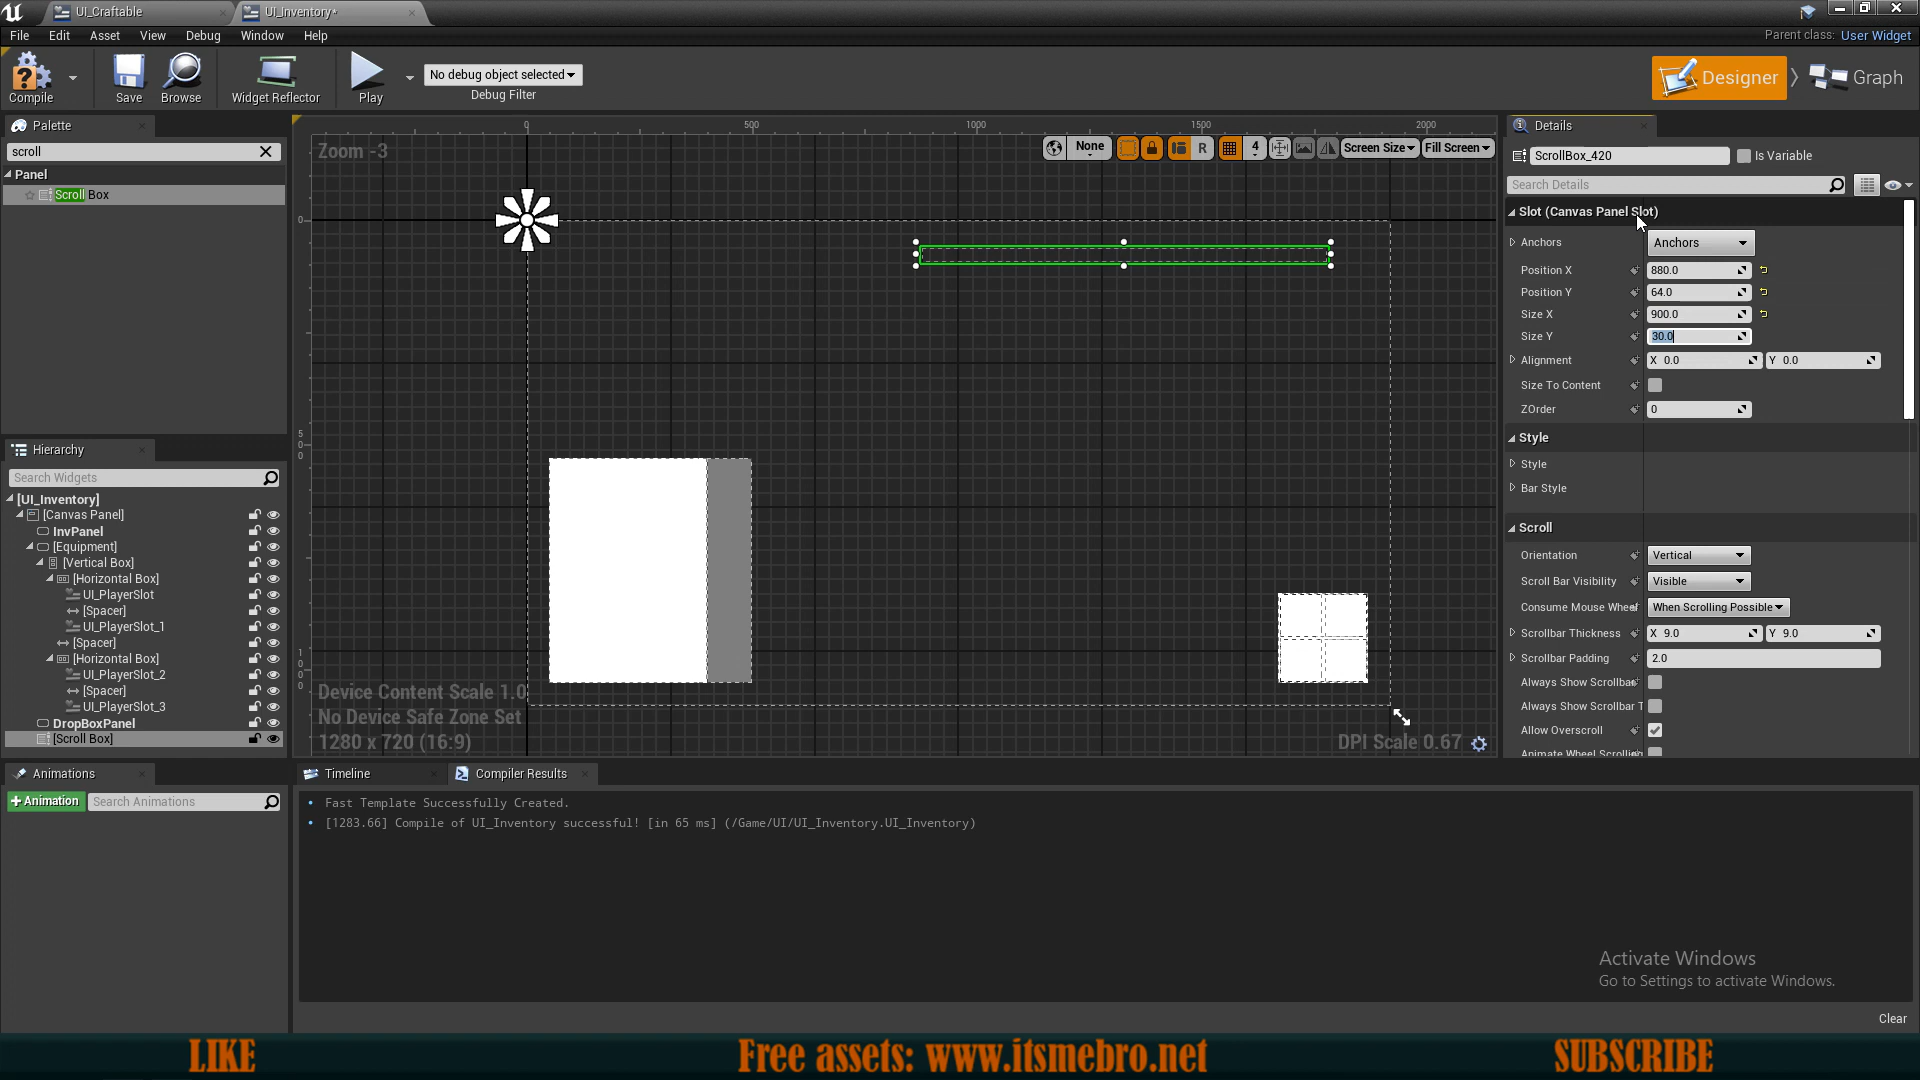 UI_Craftable
UI_Inventory*
File Edit Asset View Debug Window Help
Parent class: User Widget
Compile
Save
Browse
Widget Reflector
Play
No debug object selected
Debug Filter
Designer
Graph
Palette
scroll
Panel
Scroll Box
Hierarchy
Search Widgets
[UI_Inventory]
[Canvas Panel]
InvPanel
[Equipment]
[Vertical Box]
[Horizontal Box]
UI_PlayerSlot
[Spacer]
UI_PlayerSlot_1
[Spacer]
[Horizontal Box]
UI_PlayerSlot_2
[Spacer]
UI_PlayerSlot_3
DropBoxPanel
[Scroll Box]
Animations
+Animation
Search Animations
0 500 1000 1500 2000
Zoom -3
None
R
4
Screen Size
Fill Screen
0
500
1000
Device Content Scale 1.0
No Device Safe Zone Set
1280 x 720 (16:9)
DPI Scale 0.67
Details
ScrollBox_420
Is Variable
Search Details
Slot (Canvas Panel Slot)
Anchors Anchors
Position X 880.0
Position Y 64.0
Size X 900.0
Size Y 30.0
Alignment X 0.0 Y 0.0
Size To Content
ZOrder 0
Style
Style
Bar Style
Scroll
Orientation Vertical
Scroll Bar Visibility Visible
Consume Mouse Wheel When Scrolling Possible
Scrollbar Thickness X 9.0 Y 9.0
Scrollbar Padding 2.0
Always Show Scrollbar
Always Show Scrollbar T
Allow Overscroll
Animate Wheel Scrolling
Timeline
Compiler Results
Fast Template Successfully Created.
[1283.66] Compile of UI_Inventory successful! [in 65 ms] (/Game/UI/UI_Inventory.UI_Inventory)
Activate Windows
Go to Settings to activate Windows.
Clear
LIKE
Free assets: www.itsmebro.net
SUBSCRIBE